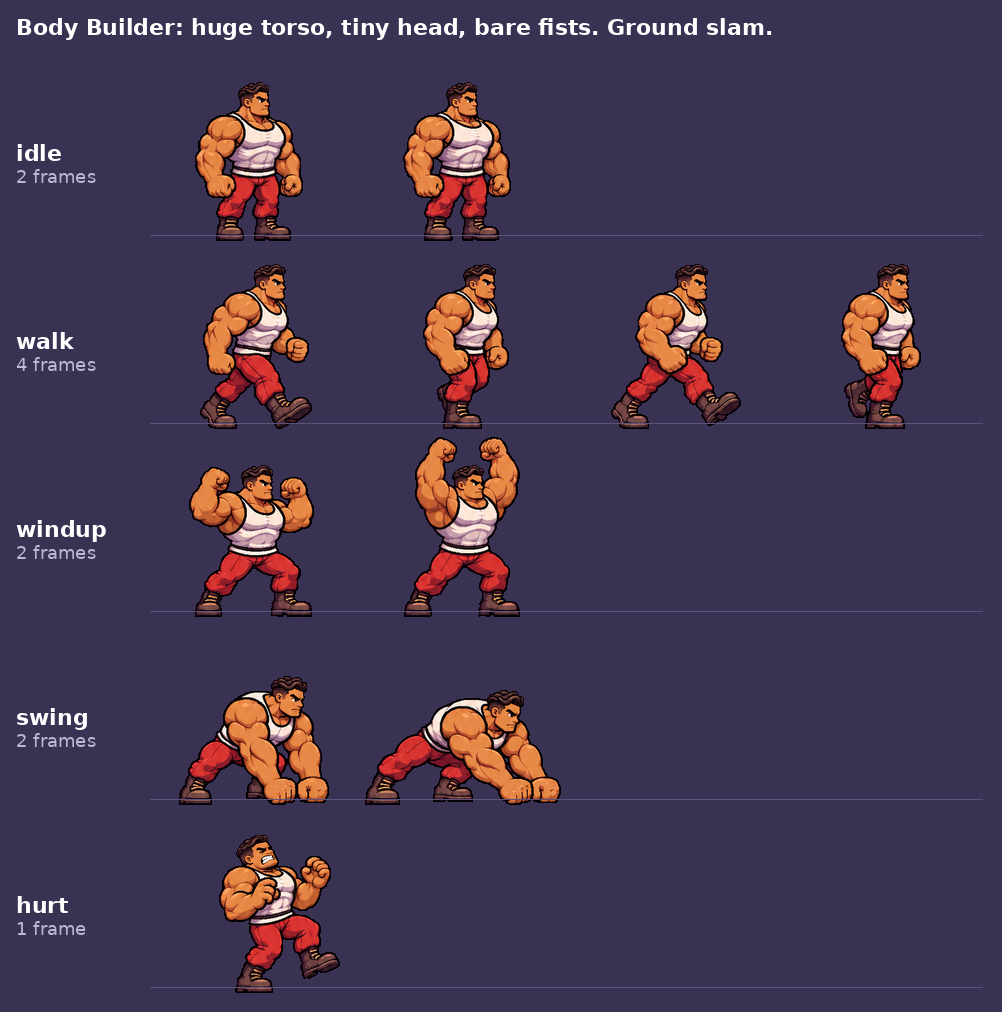 Body Builder: huge torso, tiny head, bare fists. Ground slam.
idle
2 frames
walk
4 frames
windup
2 frames
swing
2 frames
hurt
1 frame